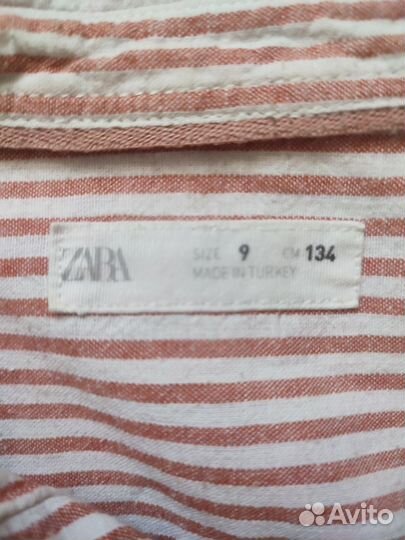 ZARA SIZE 9 CM 134
MADE IN TURKEY
Avito